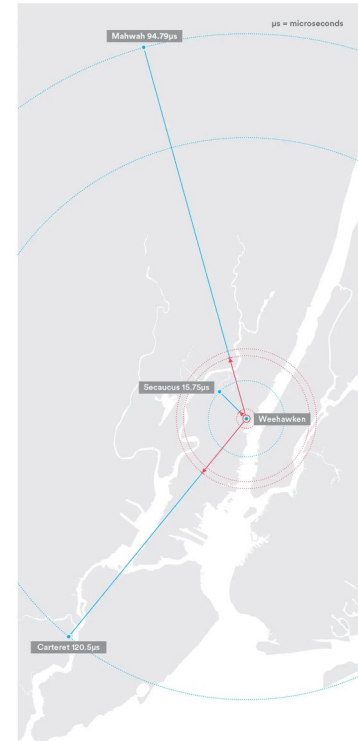 µs = microseconds
Mahwah 94.79µs
Secaucus 15.75µs
Weehawken
Carteret 120.5µs